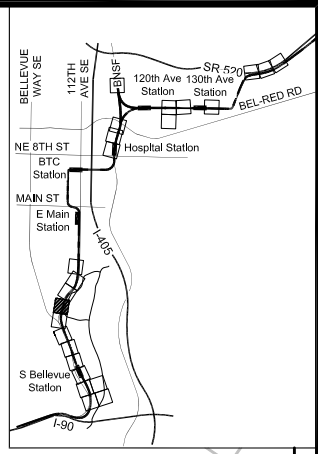 BELLEVUE
WAY SE
112TH
AVE SE
BNSF
SR 520
120th Ave
Station
130th Ave
Station
BEL-RED RD
NE 8TH ST
Hospital Station
BTC
Station
MAIN ST
E Main
Station
I-405
S Bellevue
Station
I-90